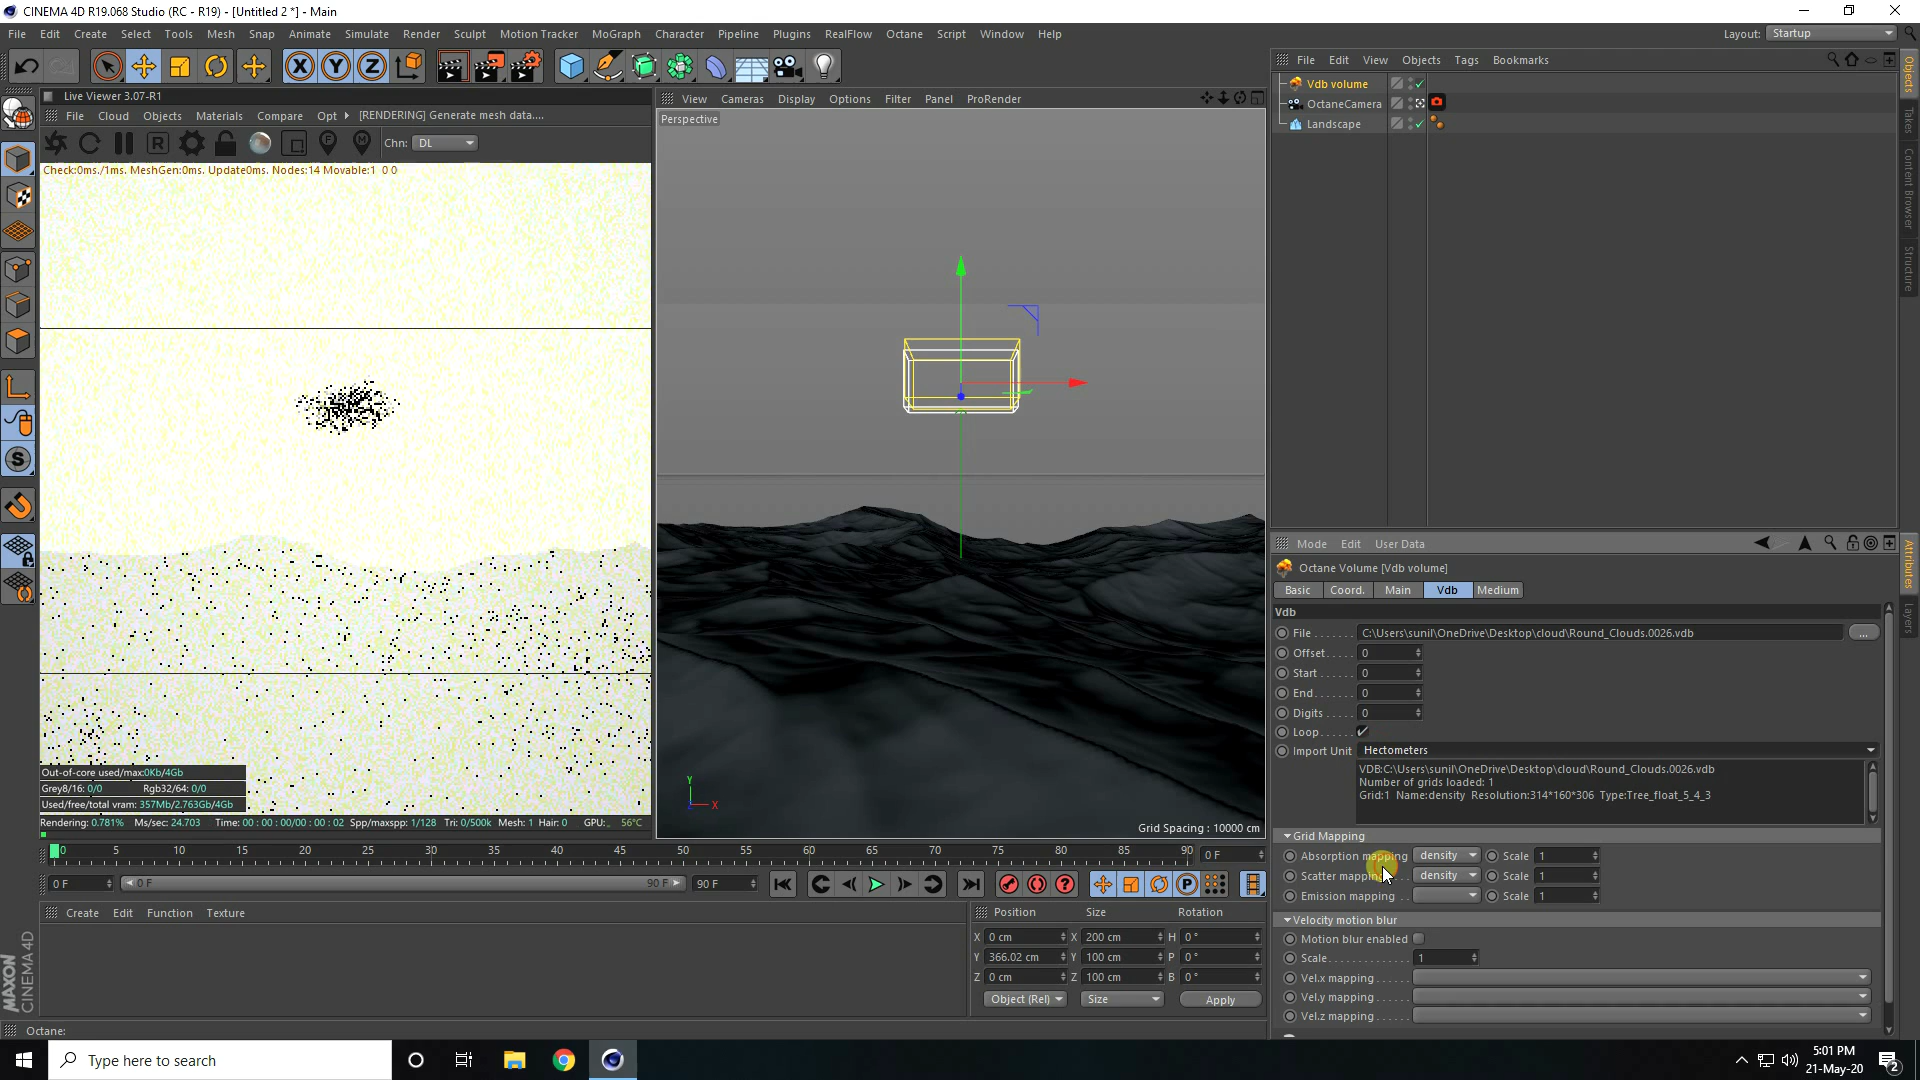 CINEMA 4D R19.068 Studio (RC - R19) - [Untitled 2 *] - Main
File Edit Create Select Tools Mesh Snap Animate Simulate Render Sculpt Motion Tracker MoGraph Character Pipeline Plugins RealFlow Octane Script Window Help
Layout: Startup
Live Viewer 3.07-R1
File Cloud Objects Materials Compare Opt [RENDERING] Generate mesh data....
Chn: DL
Check:0ms./1ms. MeshGen:0ms. Update0ms. Nodes:14 Movable:1 0 0
Out-of-core used/max:0Kb/4Gb
Grey8/16: 0/0 Rgb32/64: 0/0
Used/free/total vram: 357Mb/2.763Gb/4Gb
Rendering: 0.781% Ms/sec: 24.703 Time: 00 : 00 : 00/00 : 00 : 02 Spp/maxspp: 1/128 Tri: 0/500k Mesh: 1 Hair: 0 GPU: 56°C
View Cameras Display Options Filter Panel ProRender
Perspective
Y
X
Grid Spacing : 10000 cm
File Edit View Objects Tags Bookmarks
Vdb volume
OctaneCamera
Landscape
Objects
Takes
Content Browser
Structure
Mode Edit User Data
Octane Volume [Vdb volume]
Basic Coord. Main Vdb Medium
Vdb
File C:\Users\sunil\OneDrive\Desktop\cloud\Round_Clouds.0026.vdb ...
Offset 0
Start 0
End 0
Digits 0
Loop
Import Unit Hectometers
VDB:C:\Users\sunil\OneDrive\Desktop\cloud\Round_Clouds.0026.vdb
Number of grids loaded: 1
Grid:1 Name:density Resolution:314*160*306 Type:Tree_float_5_4_3
Grid Mapping
Absorption mapping density Scale 1
Scatter mapping density Scale 1
Emission mapping Scale 1
Velocity motion blur
Motion blur enabled
Scale 1
Vel.x mapping
Vel.y mapping
Vel.z mapping
Attributes
Layers
0 5 10 15 20 25 30 35 40 45 50 55 60 65 70 75 80 85 90 0 F
0 F 0 F 90 F 90 F
Create Edit Function Texture
Position Size Rotation
X 0 cm X 200 cm H 0°
Y 366.02 cm Y 100 cm P 0°
Z 0 cm Z 100 cm B 0°
Object (Rel) Size Apply
MAXON
CINEMA 4D
Octane:
Type here to search
5:01 PM
21-May-20
2